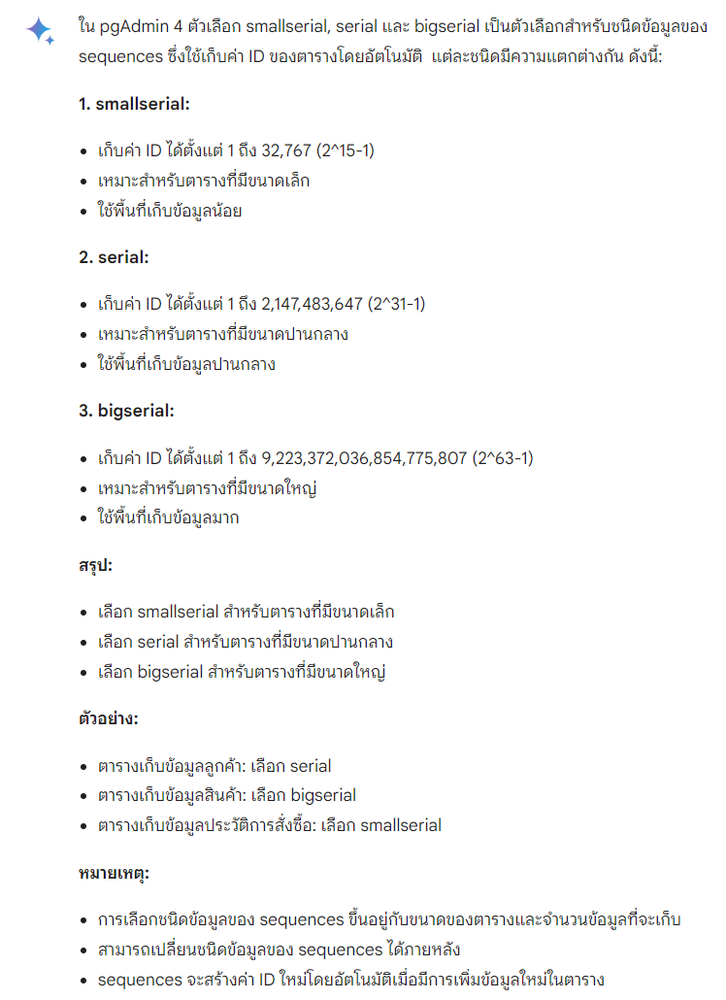 ใน pgAdmin 4 ตัวเลือก smallserial, serial และ bigserial เป็นตัวเลือกสำหรับชนิดข้อมูลของ
sequences ซึ่งใช้เก็บค่า ID ของตารางโดยอัตโนมัติ แต่ละชนิดมีความแตกต่างกัน ดังนี้:
1. smallserial:
• เก็บค่า ID ได้ตั้งแต่ 1 ถึง 32,767 (2^15-1)
• เหมาะสำหรับตารางที่มีขนาดเล็ก
• ใช้พื้นที่เก็บข้อมูลน้อย
2. serial:
• เก็บค่า ID ได้ตั้งแต่ 1 ถึง 2,147,483,647 (2^31-1)
• เหมาะสำหรับตารางที่มีขนาดปานกลาง
• ใช้พื้นที่เก็บข้อมูลปานกลาง
3. bigserial:
• เก็บค่า ID ได้ตั้งแต่ 1 ถึง 9,223,372,036,854,775,807 (2^63-1)
• เหมาะสำหรับตารางที่มีขนาดใหญ่
• ใช้พื้นที่เก็บข้อมูลมาก
สรุป:
• เลือก smallserial สำหรับตารางที่มีขนาดเล็ก
• เลือก serial สำหรับตารางที่มีขนาดปานกลาง
• เลือก bigserial สำหรับตารางที่มีขนาดใหญ่
ตัวอย่าง:
• ตารางเก็บข้อมูลลูกค้า: เลือก serial
• ตารางเก็บข้อมูลสินค้า: เลือก bigserial
• ตารางเก็บข้อมูลประวัติการสั่งซื้อ: เลือก smallserial
หมายเหตุ:
• การเลือกชนิดข้อมูลของ sequences ขึ้นอยู่กับขนาดของตารางและจำนวนข้อมูลที่จะเก็บ
• สามารถเปลี่ยนชนิดข้อมูลของ sequences ได้ภายหลัง
• sequences จะสร้างค่า ID ใหม่โดยอัตโนมัติเมื่อมีการเพิ่มข้อมูลใหม่ในตาราง